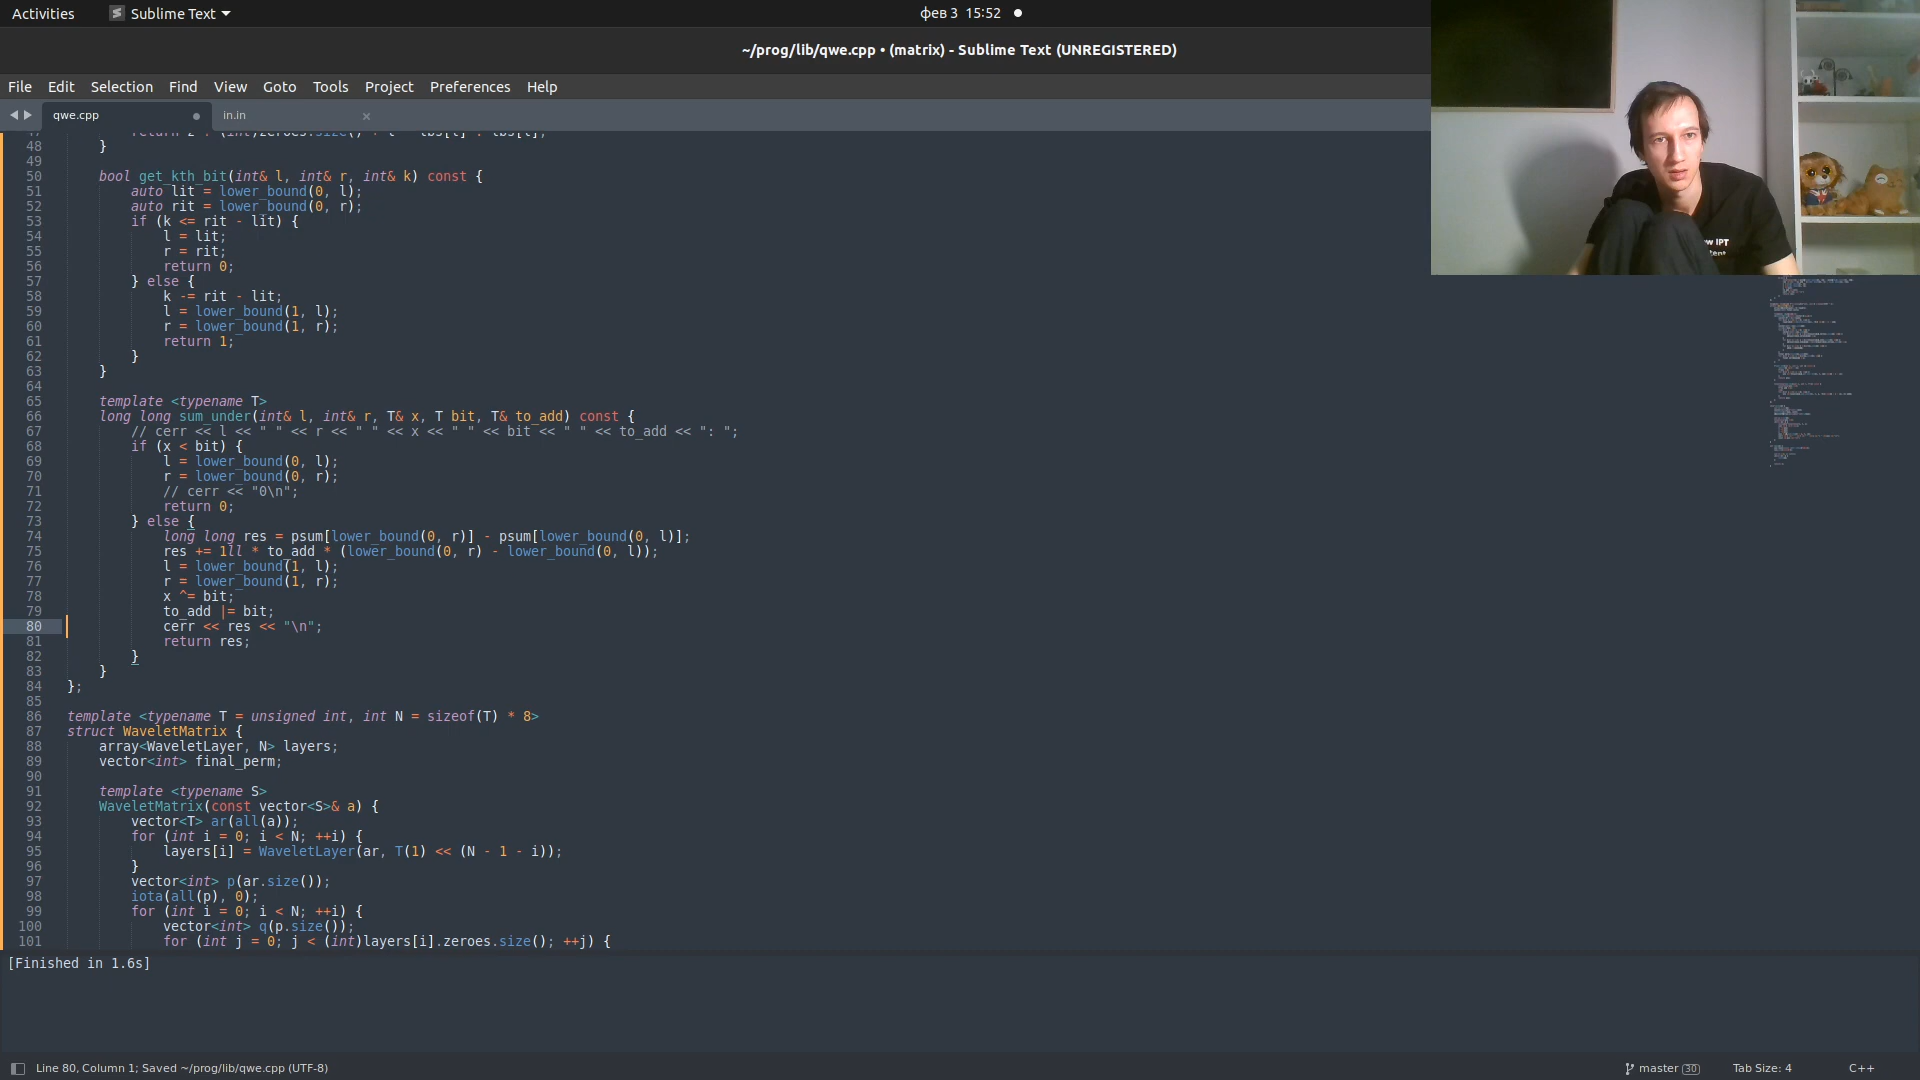 Activities
Sublime Text
фев 3 15:52
~/prog/lib/qwe.cpp • (matrix) - Sublime Text (UNREGISTERED)
File Edit Selection Find View Goto Tools Project Preferences Help
qwe.cpp
in.in
48 }
49
50 bool get_kth_bit(int& l, int& r, int& k) const {
51 auto lit = lower_bound(0, l);
52 auto rit = lower_bound(0, r);
53 if (k <= rit - lit) {
54 l = lit;
55 r = rit;
56 return 0;
57 } else {
58 k -= rit - lit;
59 l = lower_bound(1, l);
60 r = lower_bound(1, r);
61 return 1;
62 }
63 }
64
65 template <typename T>
66 long long sum_under(int& l, int& r, T& x, T bit, T& to_add) const {
67 // cerr << l << " " << r << " " << x << " " << bit << " " << to_add << ": ";
68 if (x < bit) {
69 l = lower_bound(0, l);
70 r = lower_bound(0, r);
71 // cerr << "0\n";
72 return 0;
73 } else {
74 long long res = psum[lower_bound(0, r)] - psum[lower_bound(0, l)];
75 res += 1ll * to_add * (lower_bound(0, r) - lower_bound(0, l));
76 l = lower_bound(1, l);
77 r = lower_bound(1, r);
78 x ^= bit;
79 to_add |= bit;
80 cerr << res << "\n";
81 return res;
82 }
83 }
84 };
85
86 template <typename T = unsigned int, int N = sizeof(T) * 8>
87 struct WaveletMatrix {
88 array<WaveletLayer, N> layers;
89 vector<int> final_perm;
90
91 template <typename S>
92 WaveletMatrix(const vector<S>& a) {
93 vector<T> ar(all(a));
94 for (int i = 0; i < N; ++i) {
95 layers[i] = WaveletLayer(ar, T(1) << (N - 1 - i));
96 }
97 vector<int> p(ar.size());
98 iota(all(p), 0);
99 for (int i = 0; i < N; ++i) {
100 vector<int> q(p.size());
101 for (int j = 0; j < (int)layers[i].zeroes.size(); ++j) {
[Finished in 1.6s]
Line 80, Column 1; Saved ~/prog/lib/qwe.cpp (UTF-8)
master 30
Tab Size: 4
C++